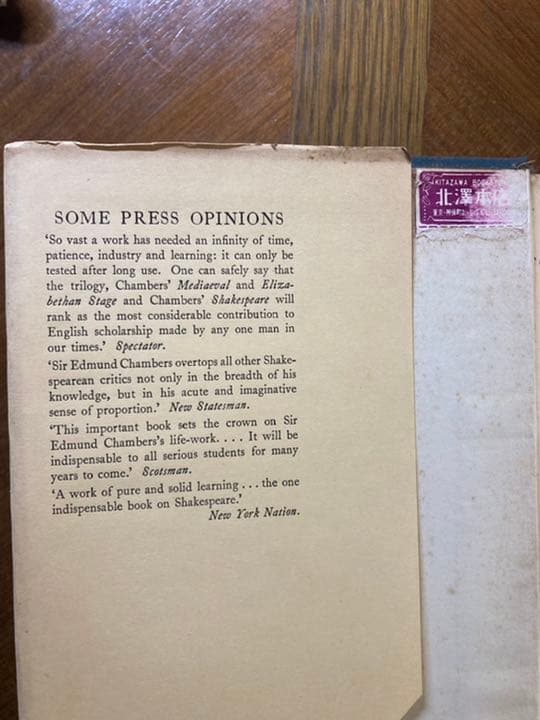 SOME PRESS OPINIONS
'So vast a work has needed an infinity of time,
patience, industry and learning: it can only be
tested after long use. One can safely say that
the trilogy, Chambers' Mediaeval and Eliza-
bethan Stage and Chambers' Shakespeare will
rank as the most considerable contribution to
English scholarship made by any one man in
our times.' Spectator.
'Sir Edmund Chambers overtops all other Shake-
spearean critics not only in the breadth of his
knowledge, but in his acute and imaginative
sense of proportion.' New Statesman.
'This important book sets the crown on Sir
Edmund Chambers's life-work. . . . It will be
indispensable to all serious students for many
years to come.' Scotsman.
'A work of pure and solid learning . . . the one
indispensable book on Shakespeare.'
New York Nation.
KITAZAWA
北澤本店